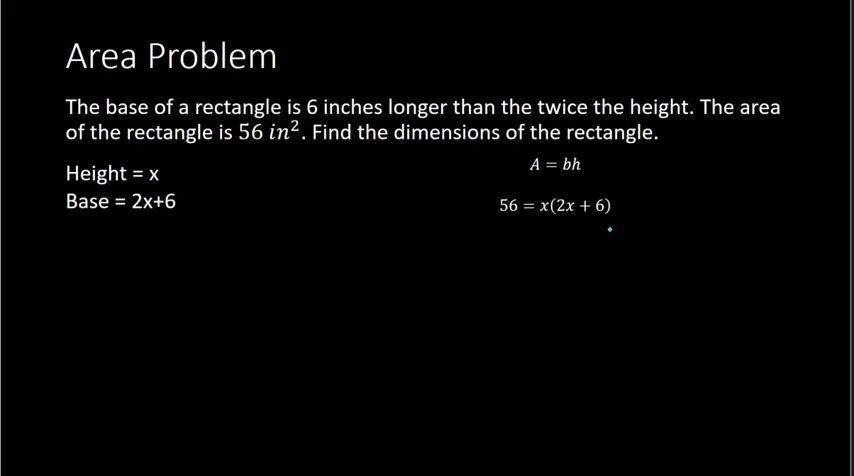 Area Problem
The base of a rectangle is 6 inches longer than the twice the height. The area
of the rectangle is 56 in². Find the dimensions of the rectangle.
Height = x
Base = 2x+6
A = bh
56 = x(2x + 6)